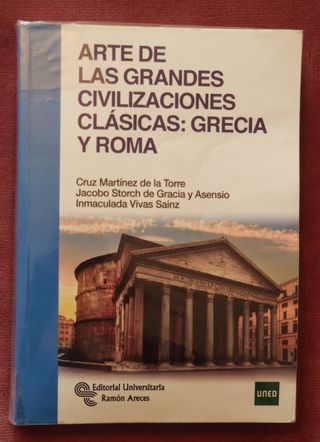 ARTE DE
LAS GRANDES
CIVILIZACIONES
CLÁSICAS: GRECIA
Y ROMA
Cruz Martínez de la Torre
Jacobo Storch de Gracia y Asensio
Inmaculada Vivas Sainz
Editorial Universitaria
Ramón Areces
UNED